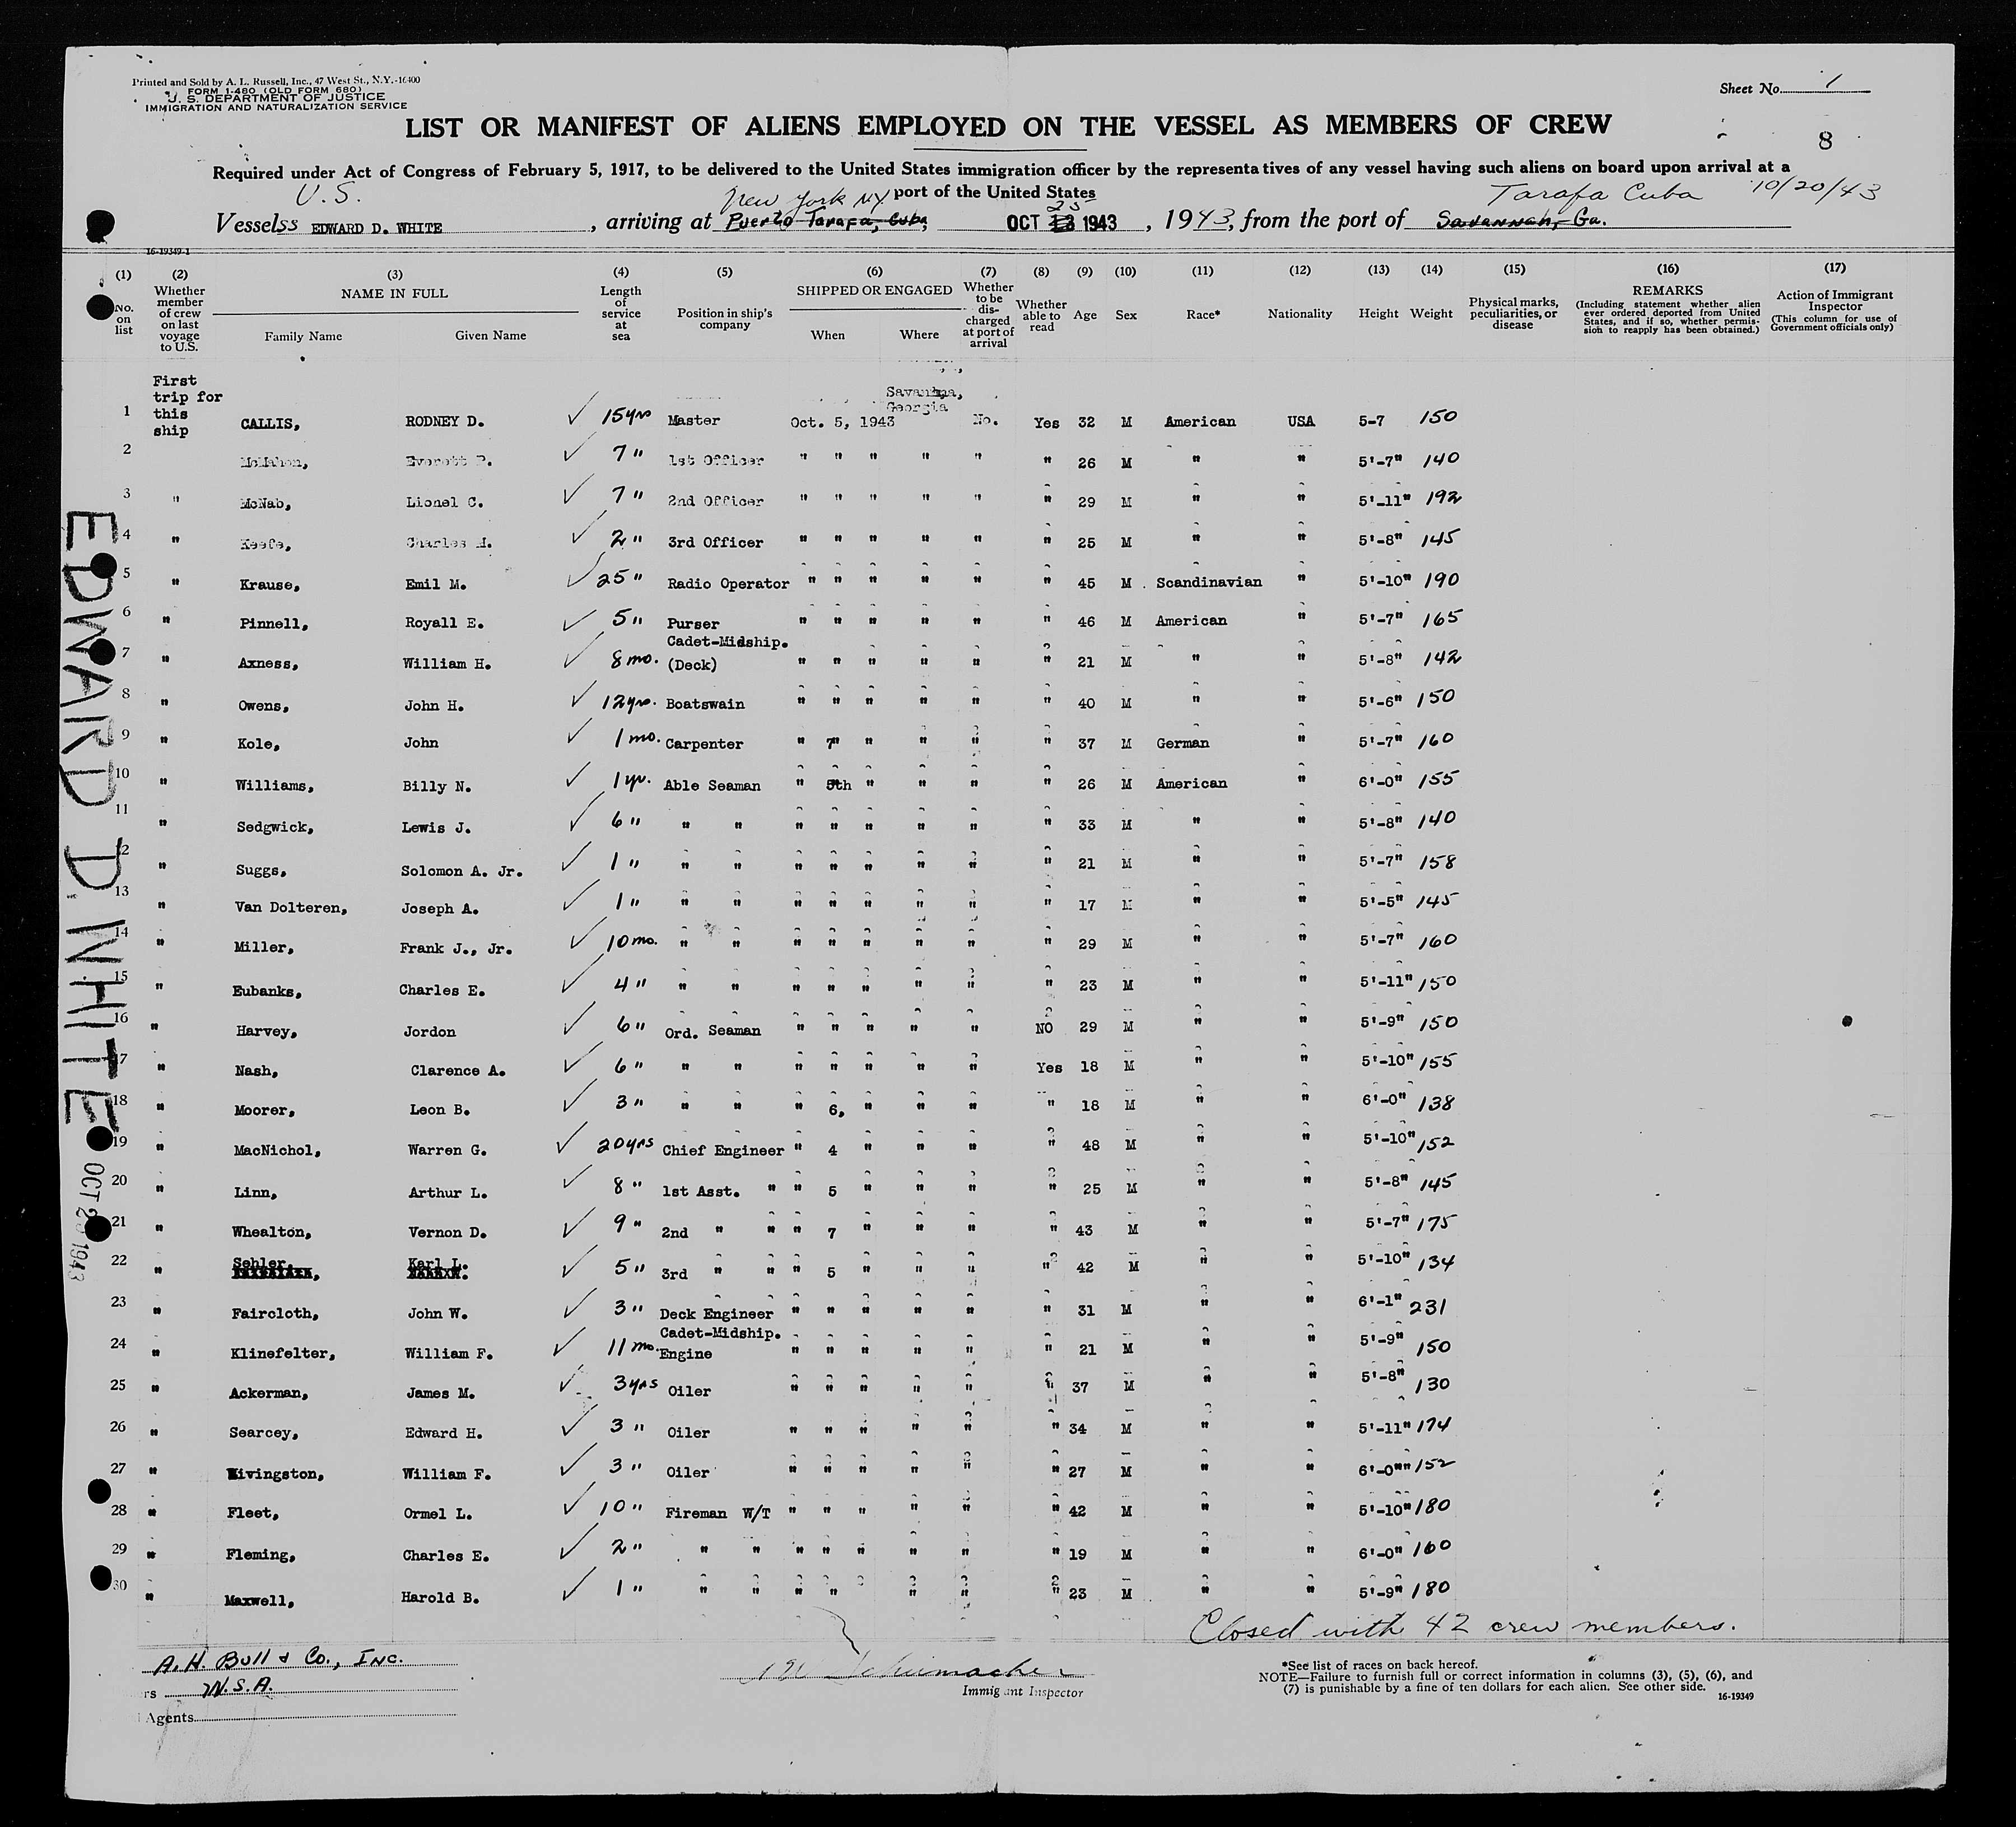 Printed and Sold by A. L. Russell, Inc., 47 West St., N.Y.-16400
FORM I-480 (OLD FORM 680)
U. S. DEPARTMENT OF JUSTICE
IMMIGRATION AND NATURALIZATION SERVICE
Sheet No. 1
8
LIST OR MANIFEST OF ALIENS EMPLOYED ON THE VESSEL AS MEMBERS OF CREW
Required under Act of Congress of February 5, 1917, to be delivered to the United States immigration officer by the representatives of any vessel having such aliens on board upon arrival at a
port of the United States
U.S. New York NY 25 Tarafa Cuba 10/20/43
Vessel SS EDWARD D. WHITE, arriving at Puerto Tarafa, Cuba, OCT 1943, 1943, from the port of Savannah, Ga.
16-19349-1
(1) (2) (3) (4) (5) (6) (7) (8) (9) (10) (11) (12) (13) (14) (15) (16) (17)
No. on list
Whether member of crew on last voyage to U.S.
NAME IN FULL
Family Name Given Name
Length of service at sea
Position in ship's company
SHIPPED OR ENGAGED
When Where
Whether to be discharged at port of arrival
Whether able to read
Age
Sex
Race*
Nationality
Height
Weight
Physical marks, peculiarities, or disease
REMARKS
(Including statement whether alien ever ordered deported from United States, and if so, whether permission to reapply has been obtained.)
Action of Immigrant Inspector
(This column for use of Government officials only)
First trip for this ship
Savanna, Georgia
1 CALLIS, RODNEY D. ✓ 15yrs Master Oct. 5, 1943 No. Yes 32 M American USA 5-7 150
2 McMahon, Everett P. ✓ 7 " 1st Officer " " " " " " 26 M " " 5'-7" 140
3 " McNab, Lionel C. ✓ 7 " 2nd Officer " " " " " " 29 M " " 5'-11" 192
4 " Keefe, Charles H. ✓ 2 " 3rd Officer " " " " " " 25 M " " 5'-8" 145
5 " Krause, Emil M. ✓ 25 " Radio Operator " " " " " " 45 M Scandinavian " 5'-10" 190
6 " Pinnell, Royall E. ✓ 5 " Purser " " " " " " 46 M American " 5'-7" 165
7 " Axness, William H. ✓ 8 mo. Cadet-Midship. (Deck) " " " " " " 21 M " " 5'-8" 142
8 " Owens, John H. ✓ 12yrs. Boatswain " " " " " " 40 M " " 5'-6" 150
9 " Kole, John ✓ 1 mo. Carpenter " 7" " " " " 37 M German " 5'-7" 160
10 " Williams, Billy N. ✓ 1 yr. Able Seaman " 5th " " " " 26 M American " 6'-0" 155
11 " Sedgwick, Lewis J. ✓ 6 " " " " " " " " " 33 M " " 5'-8" 140
12 " Suggs, Solomon A. Jr. ✓ 1 " " " " " " " " " 21 M " " 5'-7" 158
13 " Van Dolteren, Joseph A. ✓ 1 " " " " " " " " " 17 M " " 5'-5" 145
14 " Miller, Frank J., Jr. ✓ 10 mo. " " " " " " " " 29 M " " 5'-7" 160
15 " Eubanks, Charles E. ✓ 4 " " " " " " " " " 23 M " " 5'-11" 150
16 " Harvey, Jordon ✓ 6 " Ord. Seaman " " " " " NO 29 M " " 5'-9" 150
17 " Nash, Clarence A. ✓ 6 " " " " " " " " Yes 18 M " " 5'-10" 155
18 " Moorer, Leon B. ✓ 3 " " " " 6, " " " " 18 M " " 6'-0" 138
19 " MacNichol, Warren G. ✓ 20yrs Chief Engineer " 4 " " " " 48 M " " 5'-10" 152
20 " Linn, Arthur L. ✓ 8 " 1st Asst. " " 5 " " " " 25 M " " 5'-8" 145
21 " Whealton, Vernon D. ✓ 9 " 2nd " " " 7 " " " " 43 M " " 5'-7" 175
22 " Sehler, Karl L. ✓ 5 " 3rd " " " 5 " " " " 42 M " " 5'-10" 134
23 " Faircloth, John W. ✓ 3 " Deck Engineer " " " " " " 31 M " " 6'-1" 231
24 " Klinefelter, William F. ✓ 11 mo. Cadet-Midship. Engine " " " " " " 21 M " " 5'-9" 150
25 " Ackerman, James M. ✓ 3yrs Oiler " " " " " " 37 M " " 5'-8" 130
26 " Searcey, Edward H. ✓ 3 " Oiler " " " " " " 34 M " " 5'-11" 174
27 " Livingston, William F. ✓ 3 " Oiler " " " " " " 27 M " " 6'-0"" 152
28 " Fleet, Ormel L. ✓ 10 " Fireman W/T " " " " " " 42 M " " 5'-10" 180
29 " Fleming, Charles E. ✓ 2 " " " " " " " " " 19 M " " 6'-0" 160
30 " Maxwell, Harold B. ✓ 1 " " " " " " " " 23 M " " 5'-9" 180
Closed with 42 crew members.
A.H. Bull & Co., INC.
W.S.A.
Agents
Schumacher
Immigrant Inspector
*See list of races on back hereof.
NOTE—Failure to furnish full or correct information in columns (3), (5), (6), and
(7) is punishable by a fine of ten dollars for each alien. See other side.
16-19349
EDWARD D. WHITE
OCT 2 1943